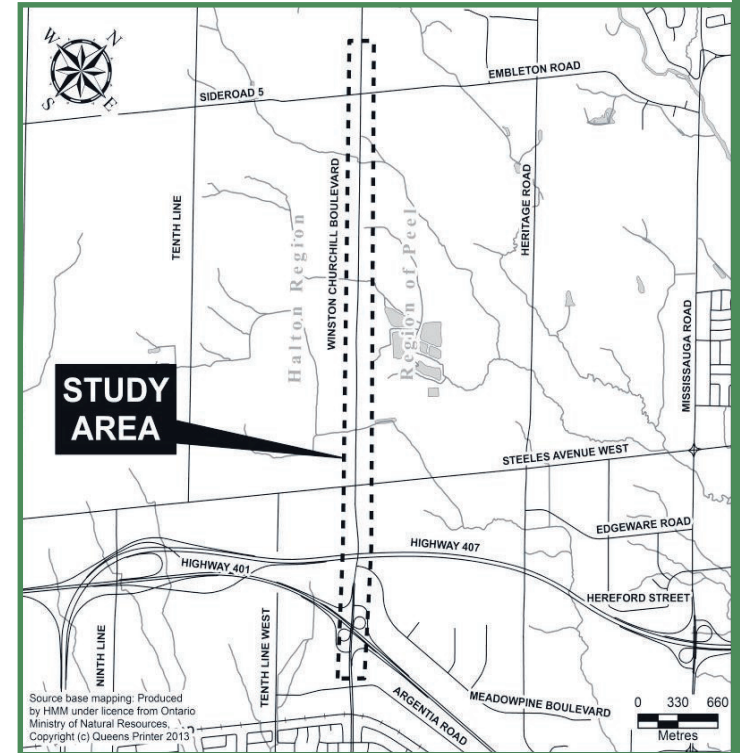 W
N
S
E
SIDEROAD 5
EMBLETON ROAD
TENTH LINE
WINSTON CHURCHILL BOULEVARD
HERITAGE ROAD
Halton Region
Region of Peel
MISSISSAUGA ROAD
STUDY
AREA
STEELES AVENUE WEST
EDGEWARE ROAD
HIGHWAY 407
HIGHWAY 401
HEREFORD STREET
NINTH LINE
TENTH LINE WEST
ARGENTIA ROAD
MEADOWPINE BOULEVARD
Source base mapping: Produced
by HMM under licence from Ontario
Ministry of Natural Resources,
Copyright (c) Queens Printer 2013
0 330 660
Metres